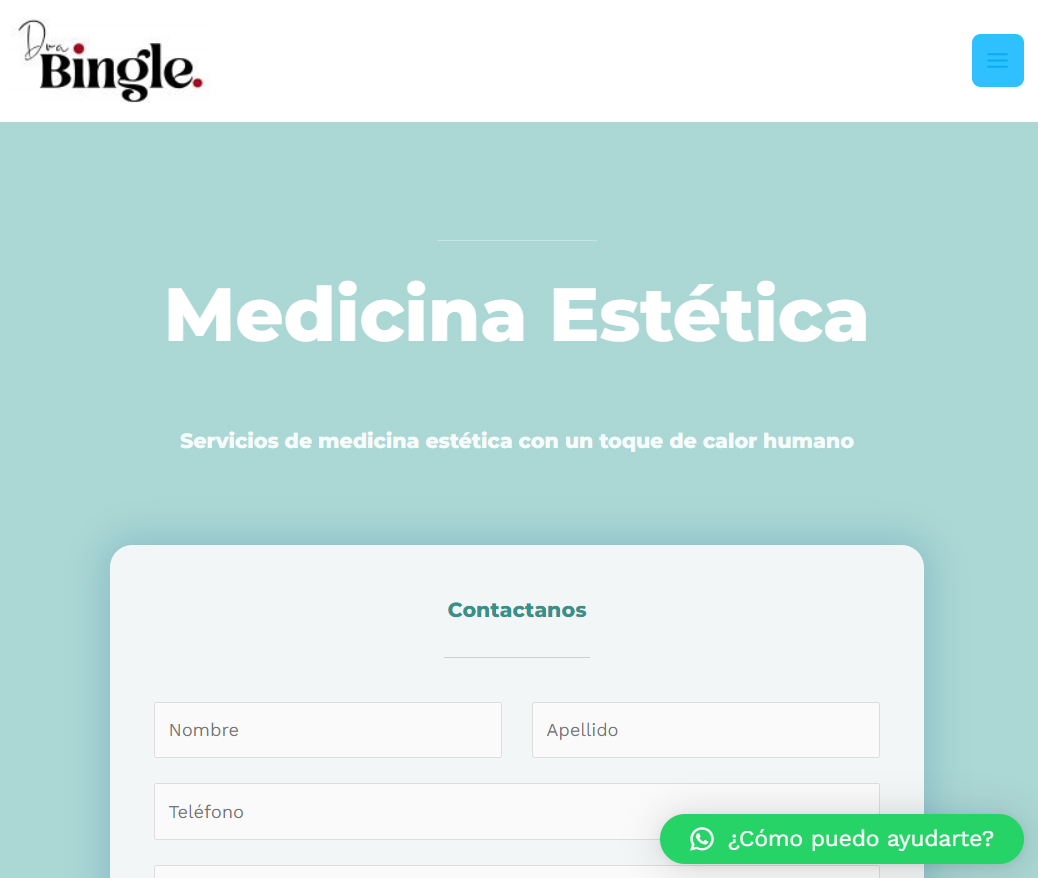 Dra
Bingle.
Medicina Estética
Servicios de medicina estética con un toque de calor humano
Contactanos
Nombre
Apellido
Teléfono
¿Cómo puedo ayudarte?